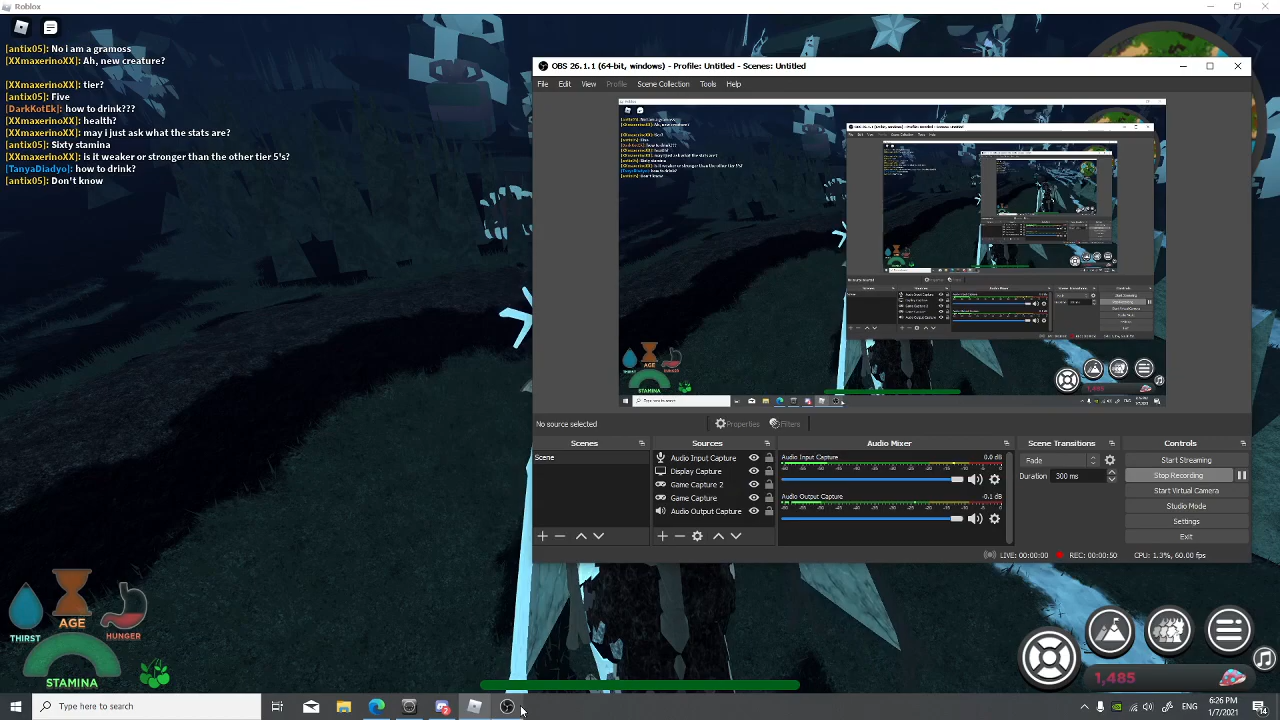 Roblox
[antix05]: No i am a gramoss
[XXmaxerinoXX]: Ah, new creature?
[XXmaxerinoXX]: tier?
[antix05]: Five
[DarkKotEk]: how to drink???
[XXmaxerinoXX]: health?
[XXmaxerinoXX]: may i just ask what the stats are?
[antix05]: Sixty stamina
[XXmaxerinoXX]: is it weaker or stronger than the other tier 5's?
[TanyaDiadyo]: how to drink?
[antix05]: Don't know
OBS 26.1.1 (64-bit, windows) - Profile: Untitled - Scenes: Untitled
File Edit View Profile Scene Collection Tools Help
No source selected
Properties
Filters
Scenes
Scene
Sources
Audio Input Capture
Display Capture
Game Capture 2
Game Capture
Audio Output Capture
Audio Mixer
Audio Input Capture 0.0 dB
Audio Output Capture -0.1 dB
Scene Transitions
Fade
Duration 300 ms
Controls
Start Streaming
Stop Recording
Start Virtual Camera
Studio Mode
Settings
Exit
LIVE: 00:00:00 REC: 00:00:50 CPU: 1.3%, 60.00 fps
THIRST
AGE
HUNGER
STAMINA
1,485
Type here to search
ENG
6:26 PM
1/7/2021